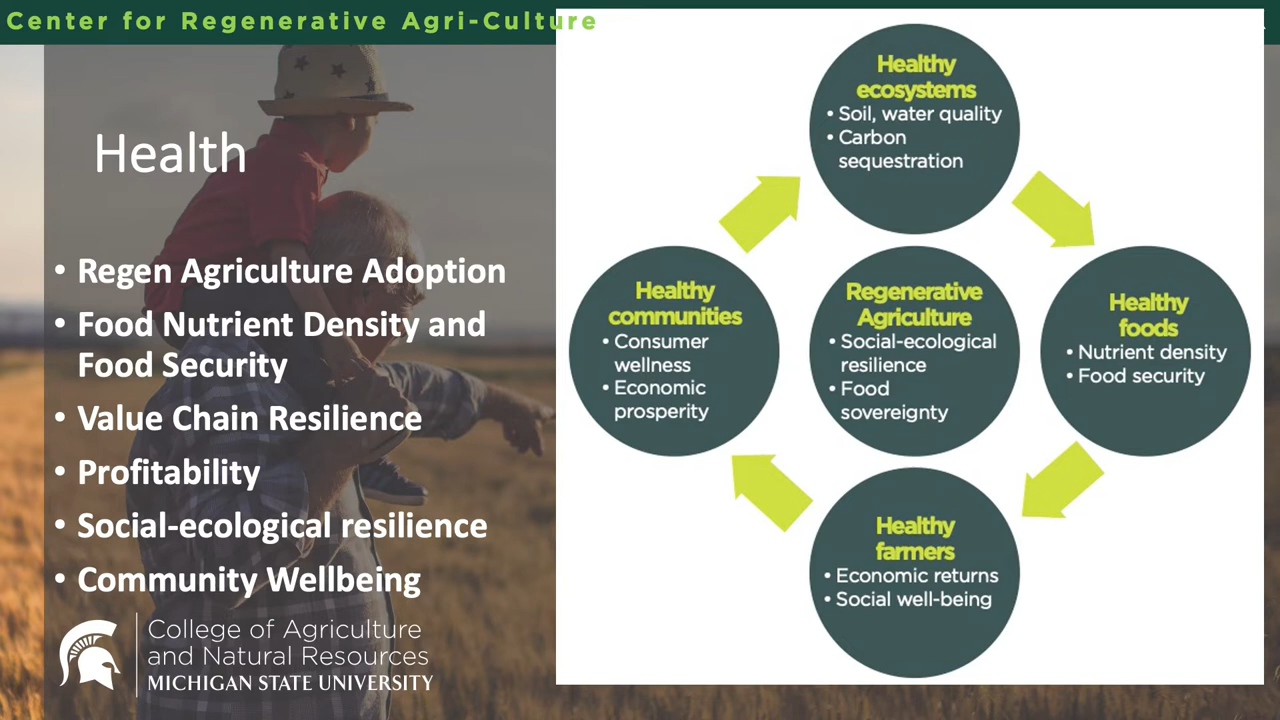 Center for Regenerative Agri-Culture
Health
• Regen Agriculture Adoption
• Food Nutrient Density and
Food Security
• Value Chain Resilience
• Profitability
• Social-ecological resilience
• Community Wellbeing
College of Agriculture
and Natural Resources
MICHIGAN STATE UNIVERSITY
Healthy
ecosystems
• Soil, water quality
• Carbon
sequestration
Healthy
communities
• Consumer
wellness
• Economic
prosperity
Regenerative
Agriculture
• Social-ecological
resilience
• Food
sovereignty
Healthy
foods
• Nutrient density
• Food security
Healthy
farmers
• Economic returns
• Social well-being